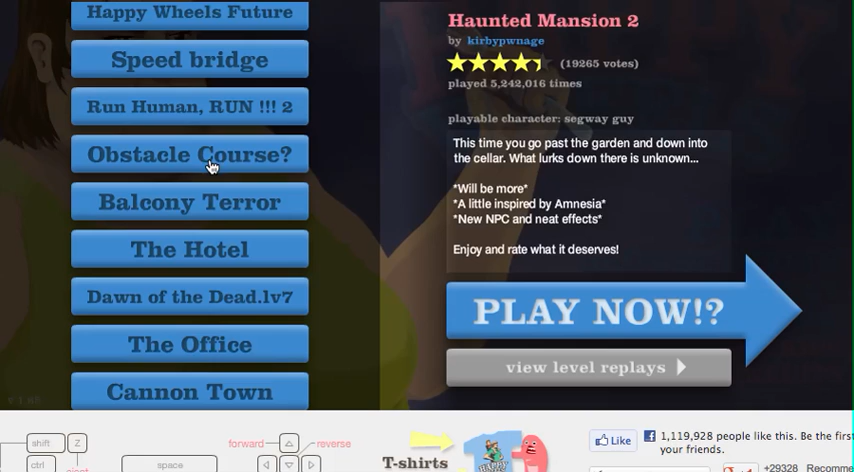 Happy Wheels Future
Speed bridge
Run Human, RUN !!! 2
Obstacle Course?
Balcony Terror
The Hotel
Dawn of the Dead.lv7
The Office
Cannon Town
Haunted Mansion 2
by kirbypwnage
(19265 votes)
played 5,242,016 times
playable character: segway guy
This time you go past the garden and down into
the cellar. What lurks down there is unknown...
*Will be more*
*A little inspired by Amnesia*
*New NPC and neat effects*
Enjoy and rate what it deserves!
PLAY NOW!?
view level replays
shift Z
ctrl
space
forward
reverse
T-shirts
Like
1,119,928 people like this. Be the first
your friends.
+29328 Recomme